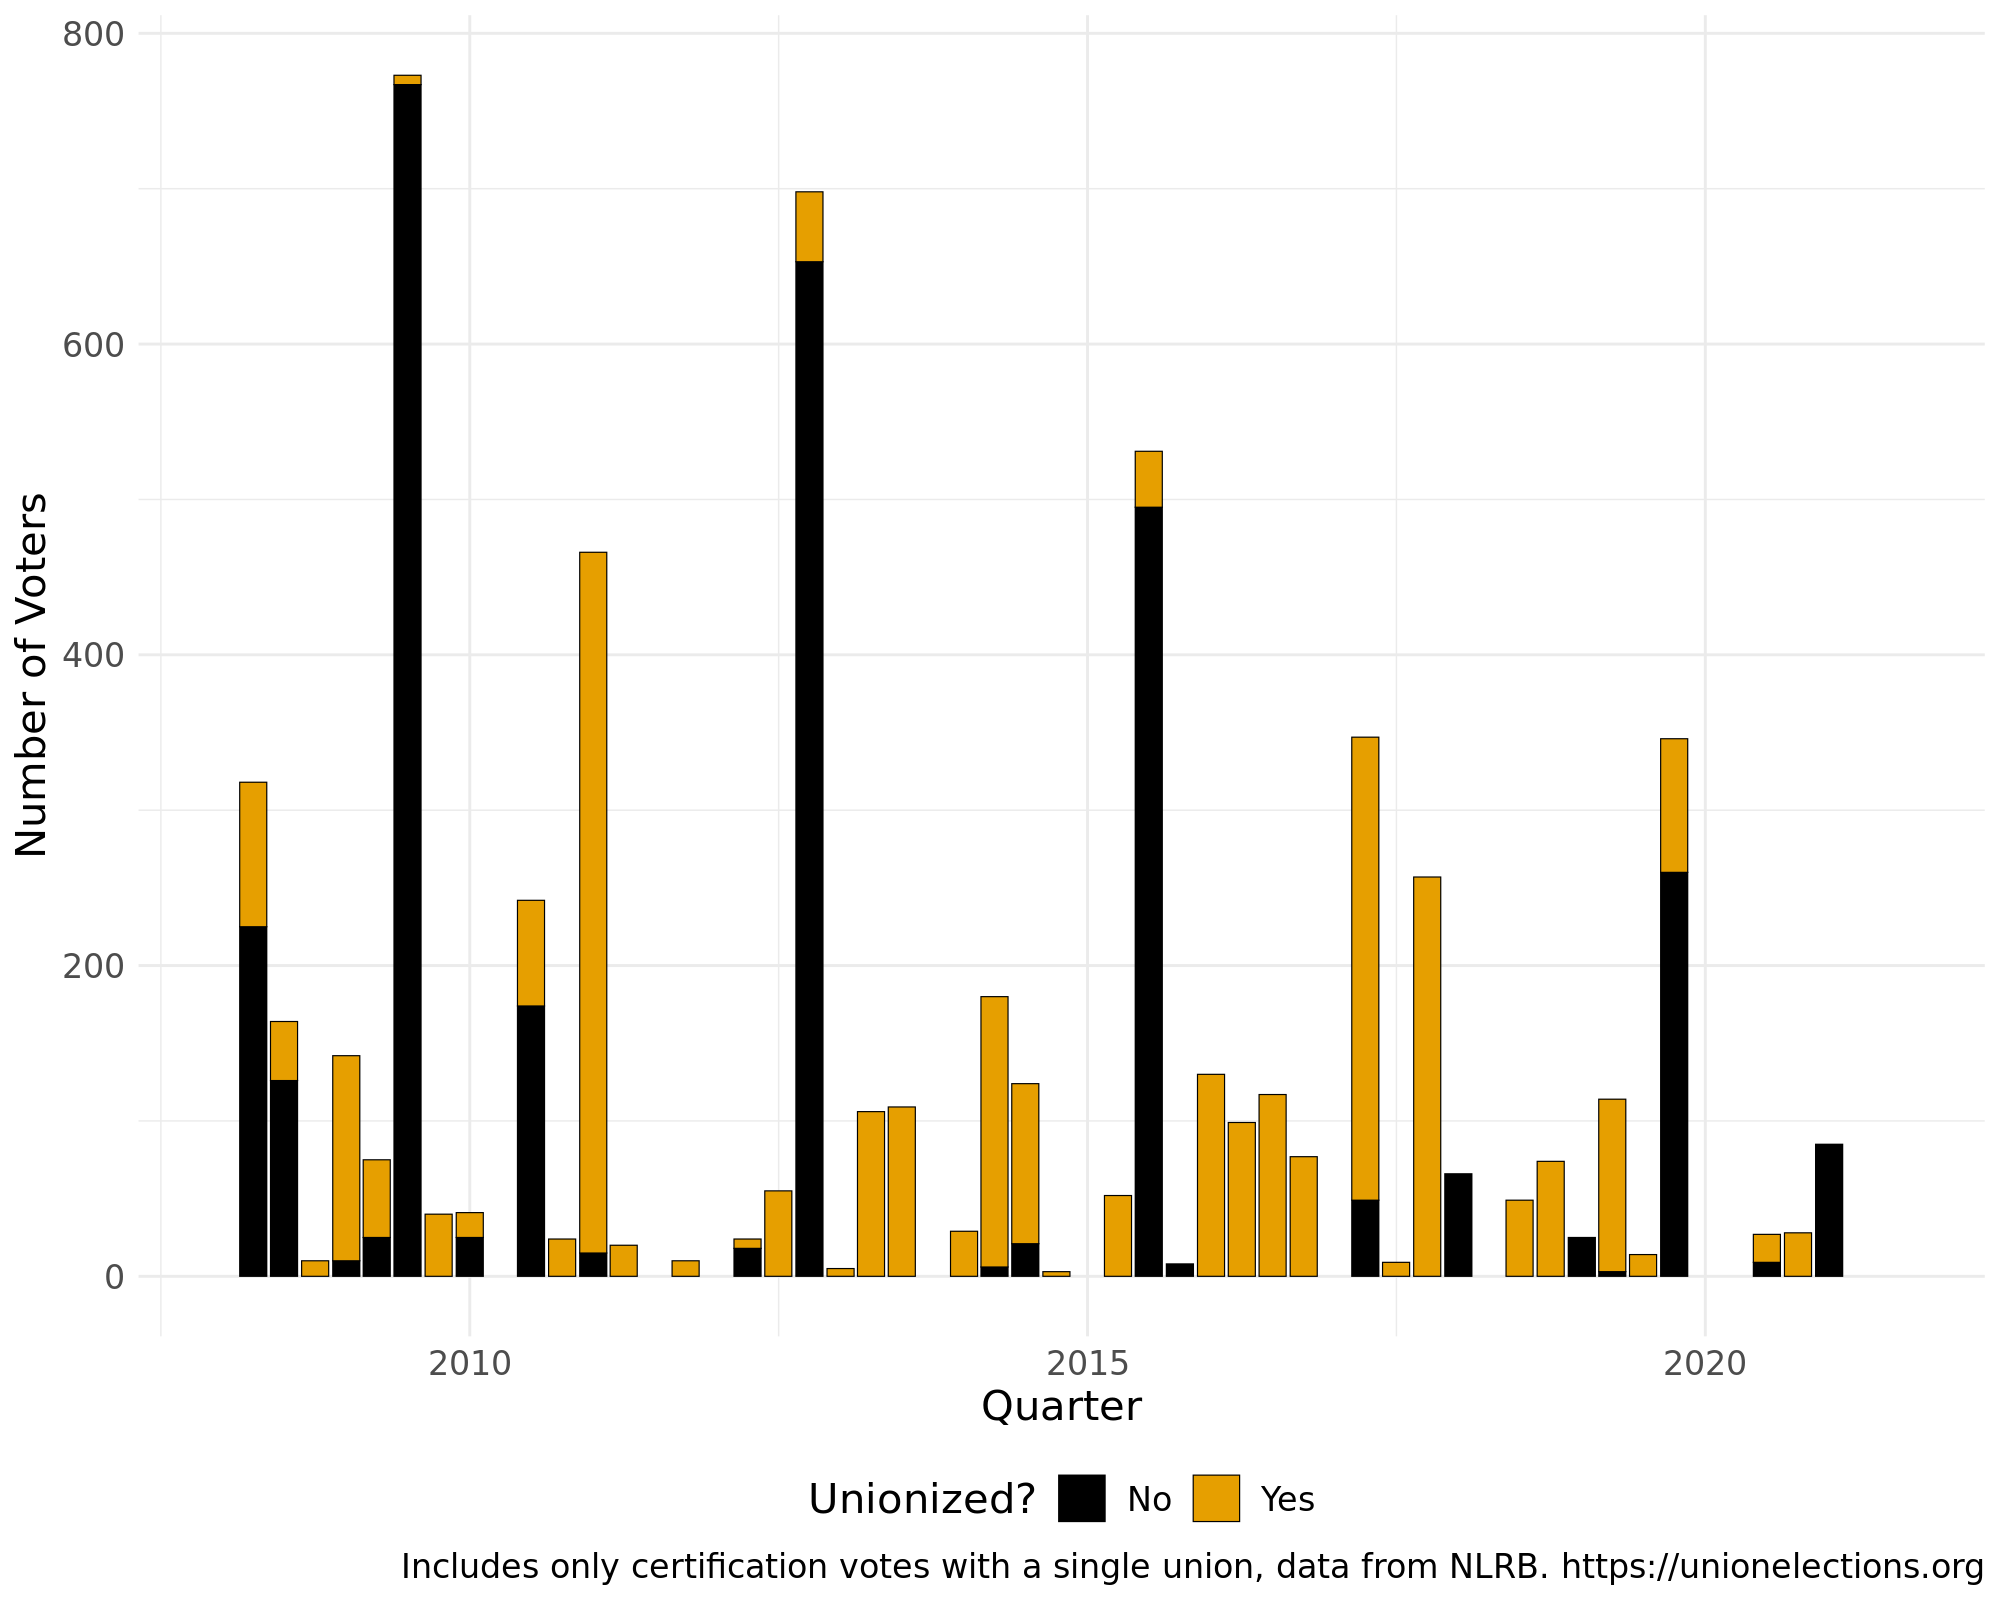 800
600
400
200
0
Number of Voters
2010
2015
2020
Quarter
Unionized? No Yes
Includes only certification votes with a single union, data from NLRB. https://unionelections.org